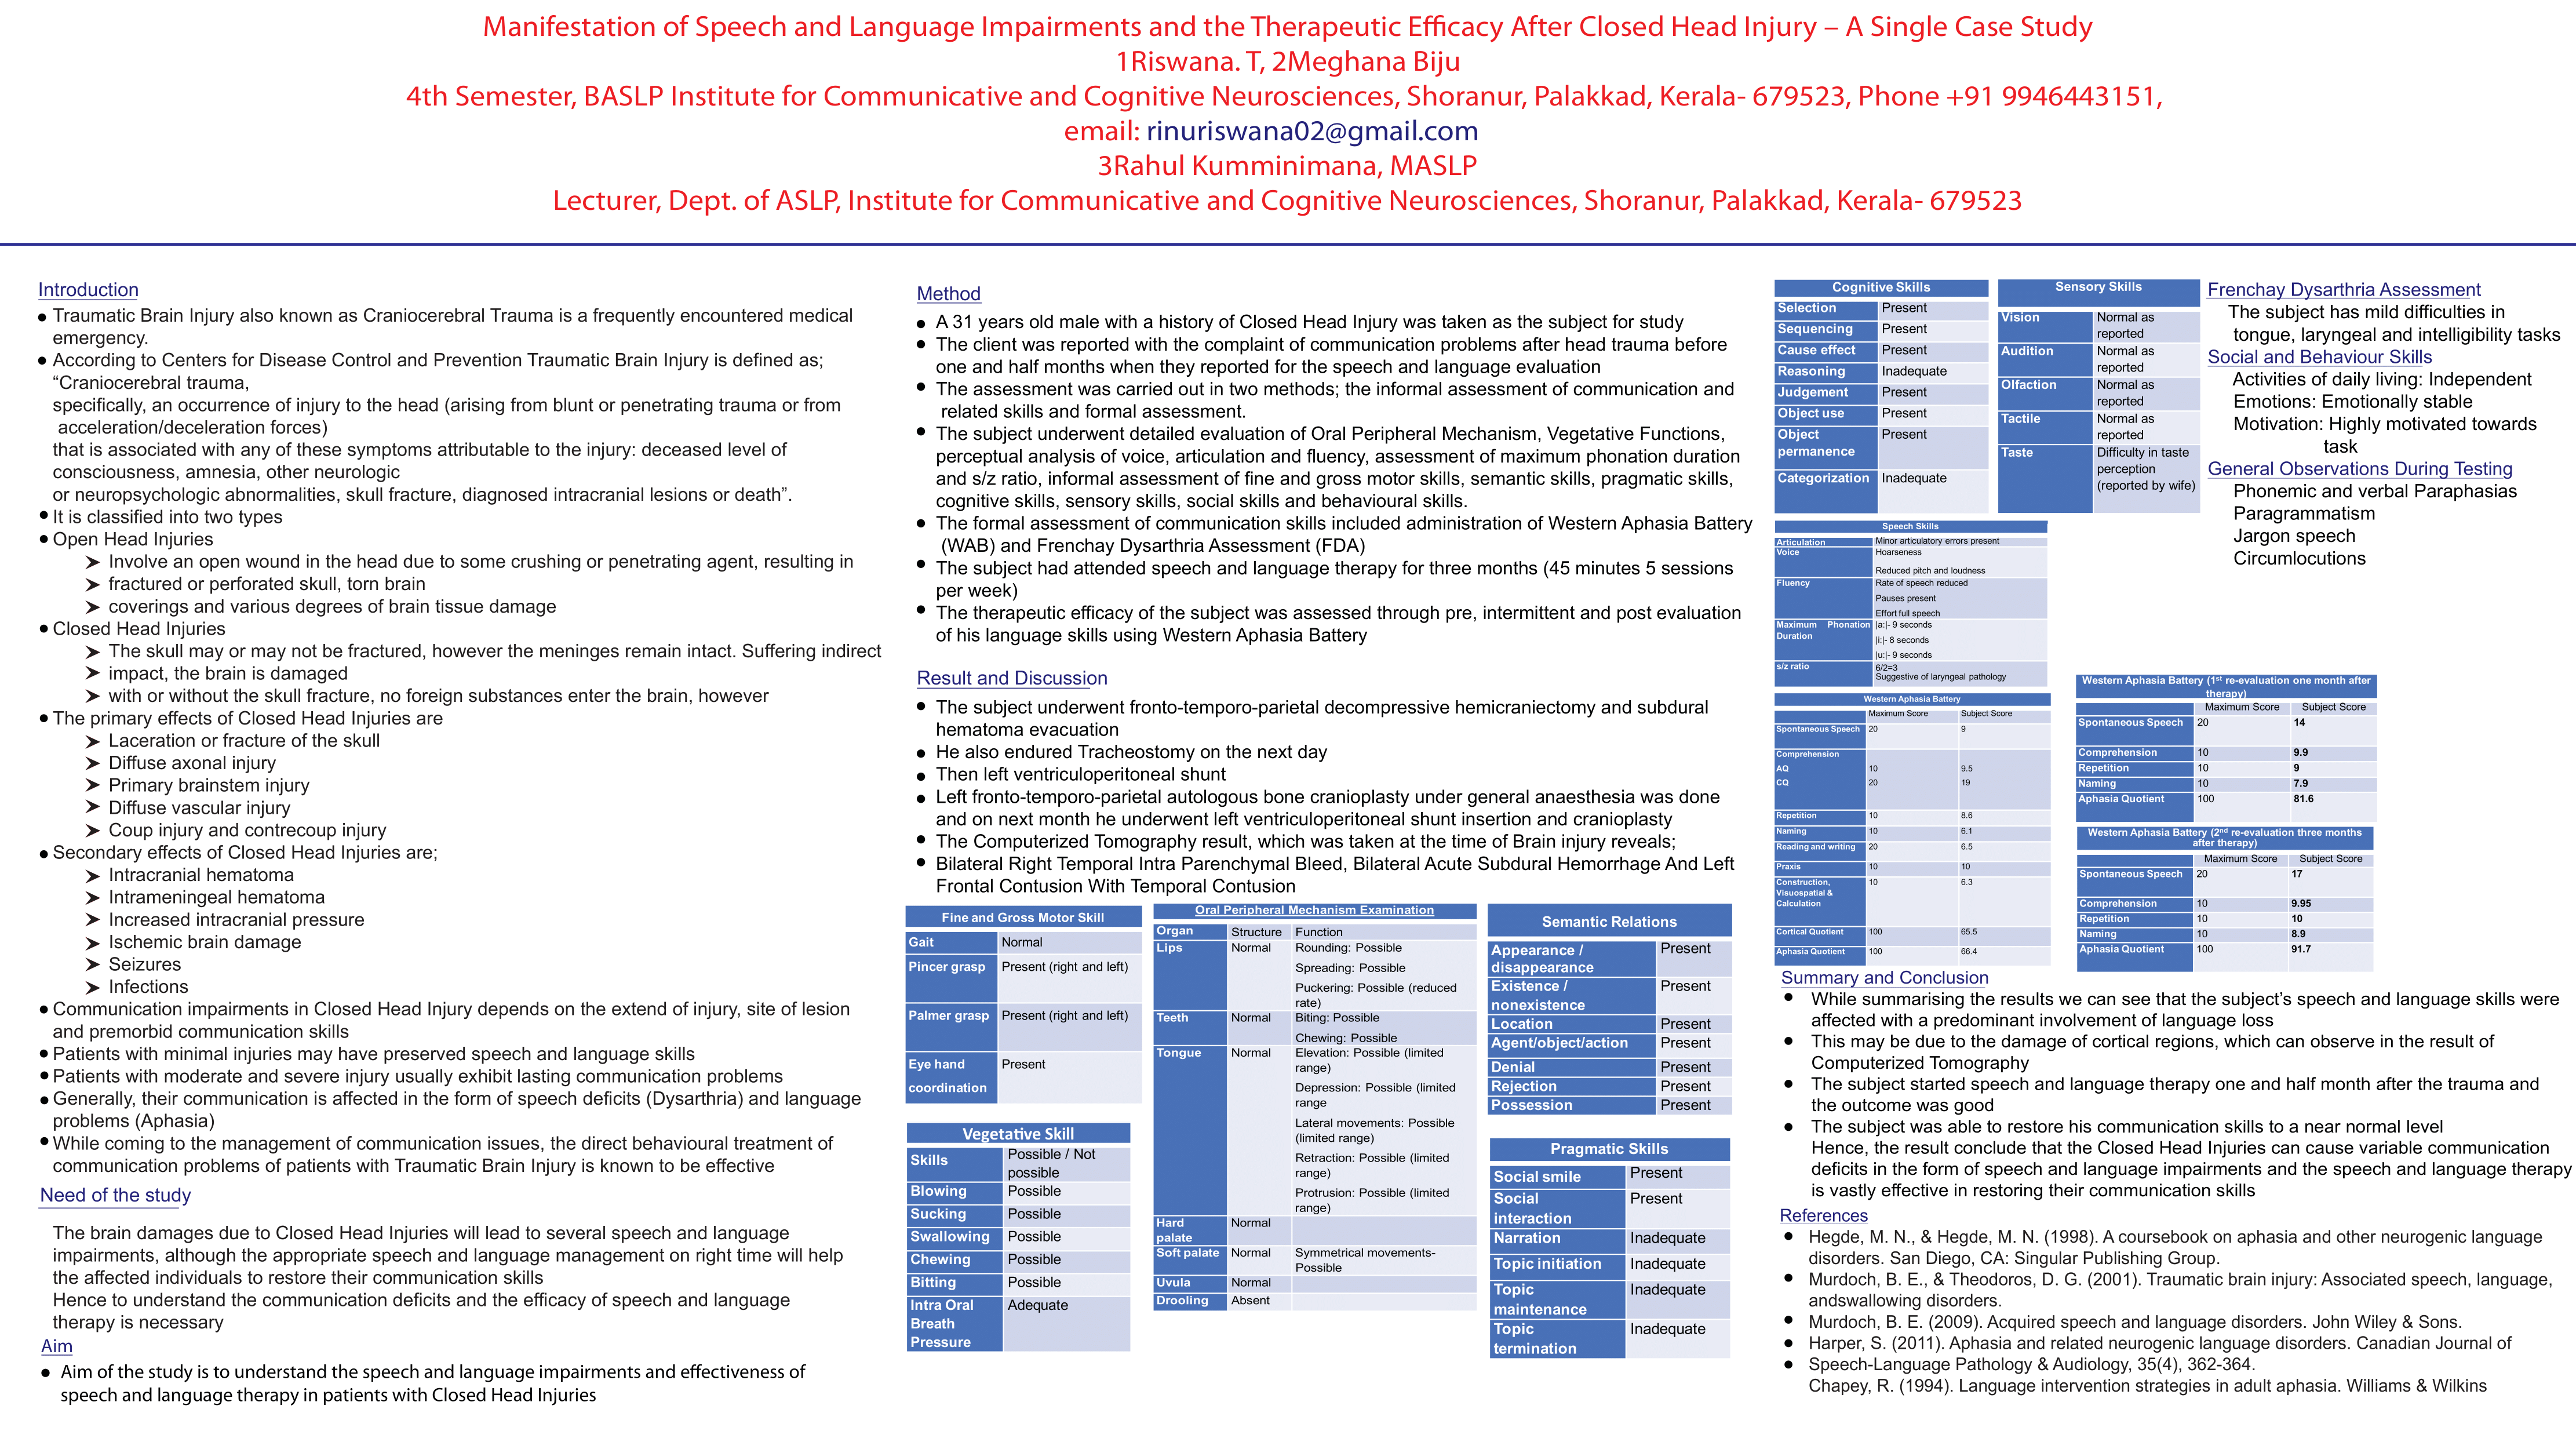 Manifestation of Speech and Language Impairments and the Therapeutic Efficacy After Closed Head Injury – A Single Case Study
1Riswana. T, 2Meghana Biju
4th Semester, BASLP Institute for Communicative and Cognitive Neurosciences, Shoranur, Palakkad, Kerala- 679523, Phone +91 9946443151,
email: rinuriswana02@gmail.com
3Rahul Kumminimana, MASLP
Lecturer, Dept. of ASLP, Institute for Communicative and Cognitive Neurosciences, Shoranur, Palakkad, Kerala- 679523
Introduction
● Traumatic Brain Injury also known as Craniocerebral Trauma is a frequently encountered medical
emergency.
● According to Centers for Disease Control and Prevention Traumatic Brain Injury is defined as;
“Craniocerebral trauma,
specifically, an occurrence of injury to the head (arising from blunt or penetrating trauma or from
acceleration/deceleration forces)
that is associated with any of these symptoms attributable to the injury: deceased level of
consciousness, amnesia, other neurologic
or neuropsychologic abnormalities, skull fracture, diagnosed intracranial lesions or death”.
● It is classified into two types
● Open Head Injuries
➤ Involve an open wound in the head due to some crushing or penetrating agent, resulting in
➤ fractured or perforated skull, torn brain
➤ coverings and various degrees of brain tissue damage
● Closed Head Injuries
➤ The skull may or may not be fractured, however the meninges remain intact. Suffering indirect
➤ impact, the brain is damaged
➤ with or without the skull fracture, no foreign substances enter the brain, however
● The primary effects of Closed Head Injuries are
➤ Laceration or fracture of the skull
➤ Diffuse axonal injury
➤ Primary brainstem injury
➤ Diffuse vascular injury
➤ Coup injury and contrecoup injury
● Secondary effects of Closed Head Injuries are;
➤ Intracranial hematoma
➤ Intrameningeal hematoma
➤ Increased intracranial pressure
➤ Ischemic brain damage
➤ Seizures
➤ Infections
● Communication impairments in Closed Head Injury depends on the extend of injury, site of lesion
and premorbid communication skills
● Patients with minimal injuries may have preserved speech and language skills
● Patients with moderate and severe injury usually exhibit lasting communication problems
● Generally, their communication is affected in the form of speech deficits (Dysarthria) and language
problems (Aphasia)
● While coming to the management of communication issues, the direct behavioural treatment of
communication problems of patients with Traumatic Brain Injury is known to be effective
Need of the study
The brain damages due to Closed Head Injuries will lead to several speech and language
impairments, although the appropriate speech and language management on right time will help
the affected individuals to restore their communication skills
Hence to understand the communication deficits and the efficacy of speech and language
therapy is necessary
Aim
● Aim of the study is to understand the speech and language impairments and effectiveness of
speech and language therapy in patients with Closed Head Injuries
Method
● A 31 years old male with a history of Closed Head Injury was taken as the subject for study
● The client was reported with the complaint of communication problems after head trauma before
one and half months when they reported for the speech and language evaluation
● The assessment was carried out in two methods; the informal assessment of communication and
related skills and formal assessment.
● The subject underwent detailed evaluation of Oral Peripheral Mechanism, Vegetative Functions,
perceptual analysis of voice, articulation and fluency, assessment of maximum phonation duration
and s/z ratio, informal assessment of fine and gross motor skills, semantic skills, pragmatic skills,
cognitive skills, sensory skills, social skills and behavioural skills.
● The formal assessment of communication skills included administration of Western Aphasia Battery
(WAB) and Frenchay Dysarthria Assessment (FDA)
● The subject had attended speech and language therapy for three months (45 minutes 5 sessions
per week)
● The therapeutic efficacy of the subject was assessed through pre, intermittent and post evaluation
of his language skills using Western Aphasia Battery
Result and Discussion
● The subject underwent fronto-temporo-parietal decompressive hemicraniectomy and subdural
hematoma evacuation
● He also endured Tracheostomy on the next day
● Then left ventriculoperitoneal shunt
● Left fronto-temporo-parietal autologous bone cranioplasty under general anaesthesia was done
and on next month he underwent left ventriculoperitoneal shunt insertion and cranioplasty
● The Computerized Tomography result, which was taken at the time of Brain injury reveals;
● Bilateral Right Temporal Intra Parenchymal Bleed, Bilateral Acute Subdural Hemorrhage And Left
Frontal Contusion With Temporal Contusion
Fine and Gross Motor Skill
Gait Normal
Pincer grasp Present (right and left)
Palmer grasp Present (right and left)
Eye hand Present
coordination
Vegetative Skill
Skills Possible / Not
possible
Blowing Possible
Sucking Possible
Swallowing Possible
Chewing Possible
Bitting Possible
Intra Oral Adequate
Breath
Pressure
Oral Peripheral Mechanism Examination
Organ Structure Function
Lips Normal Rounding: Possible
Spreading: Possible
Puckering: Possible (reduced
rate)
Teeth Normal Biting: Possible
Chewing: Possible
Tongue Normal Elevation: Possible (limited
range)
Depression: Possible (limited
range
Lateral movements: Possible
(limited range)
Retraction: Possible (limited
range)
Protrusion: Possible (limited
range)
Hard Normal
palate
Soft palate Normal Symmetrical movements-
Possible
Uvula Normal
Drooling Absent
Semantic Relations
Appearance / Present
disappearance
Existence / Present
nonexistence
Location Present
Agent/object/action Present
Denial Present
Rejection Present
Possession Present
Pragmatic Skills
Social smile Present
Social Present
interaction
Narration Inadequate
Topic initiation Inadequate
Topic Inadequate
maintenance
Topic Inadequate
termination
Cognitive Skills
Selection Present
Sequencing Present
Cause effect Present
Reasoning Inadequate
Judgement Present
Object use Present
Object Present
permanence
Categorization Inadequate
Sensory Skills
Vision Normal as
reported
Audition Normal as
reported
Olfaction Normal as
reported
Tactile Normal as
reported
Taste Difficulty in taste
perception
(reported by wife)
Frenchay Dysarthria Assessment
The subject has mild difficulties in
tongue, laryngeal and intelligibility tasks
Social and Behaviour Skills
Activities of daily living: Independent
Emotions: Emotionally stable
Motivation: Highly motivated towards
task
General Observations During Testing
Phonemic and verbal Paraphasias
Paragrammatism
Jargon speech
Circumlocutions
Speech Skills
Articulation Minor articulatory errors present
Voice Hoarseness
Reduced pitch and loudness
Fluency Rate of speech reduced
Pauses present
Effort full speech
Maximum Phonation |a:|- 9 seconds
Duration
|i:|- 8 seconds
|u:|- 9 seconds
s/z ratio 6/2=3
Suggestive of laryngeal pathology
Western Aphasia Battery
Maximum Score Subject Score
Spontaneous Speech 20 9
Comprehension
AQ 10 9.5
CQ 20 19
Repetition 10 8.6
Naming 10 6.1
Reading and writing 20 6.5
Praxis 10 10
Construction, 10 6.3
Visuospatial &
Calculation
Cortical Quotient 100 65.5
Aphasia Quotient 100 66.4
Western Aphasia Battery (1st re-evaluation one month after
therapy)
Maximum Score Subject Score
Spontaneous Speech 20 14
Comprehension 10 9.9
Repetition 10 9
Naming 10 7.9
Aphasia Quotient 100 81.6
Western Aphasia Battery (2nd re-evaluation three months
after therapy)
Maximum Score Subject Score
Spontaneous Speech 20 17
Comprehension 10 9.95
Repetition 10 10
Naming 10 8.9
Aphasia Quotient 100 91.7
Summary and Conclusion
● While summarising the results we can see that the subject’s speech and language skills were
affected with a predominant involvement of language loss
● This may be due to the damage of cortical regions, which can observe in the result of
Computerized Tomography
● The subject started speech and language therapy one and half month after the trauma and
the outcome was good
● The subject was able to restore his communication skills to a near normal level
Hence, the result conclude that the Closed Head Injuries can cause variable communication
deficits in the form of speech and language impairments and the speech and language therapy
is vastly effective in restoring their communication skills
References
● Hegde, M. N., & Hegde, M. N. (1998). A coursebook on aphasia and other neurogenic language
disorders. San Diego, CA: Singular Publishing Group.
● Murdoch, B. E., & Theodoros, D. G. (2001). Traumatic brain injury: Associated speech, language,
andswallowing disorders.
● Murdoch, B. E. (2009). Acquired speech and language disorders. John Wiley & Sons.
● Harper, S. (2011). Aphasia and related neurogenic language disorders. Canadian Journal of
● Speech-Language Pathology & Audiology, 35(4), 362-364.
Chapey, R. (1994). Language intervention strategies in adult aphasia. Williams & Wilkins